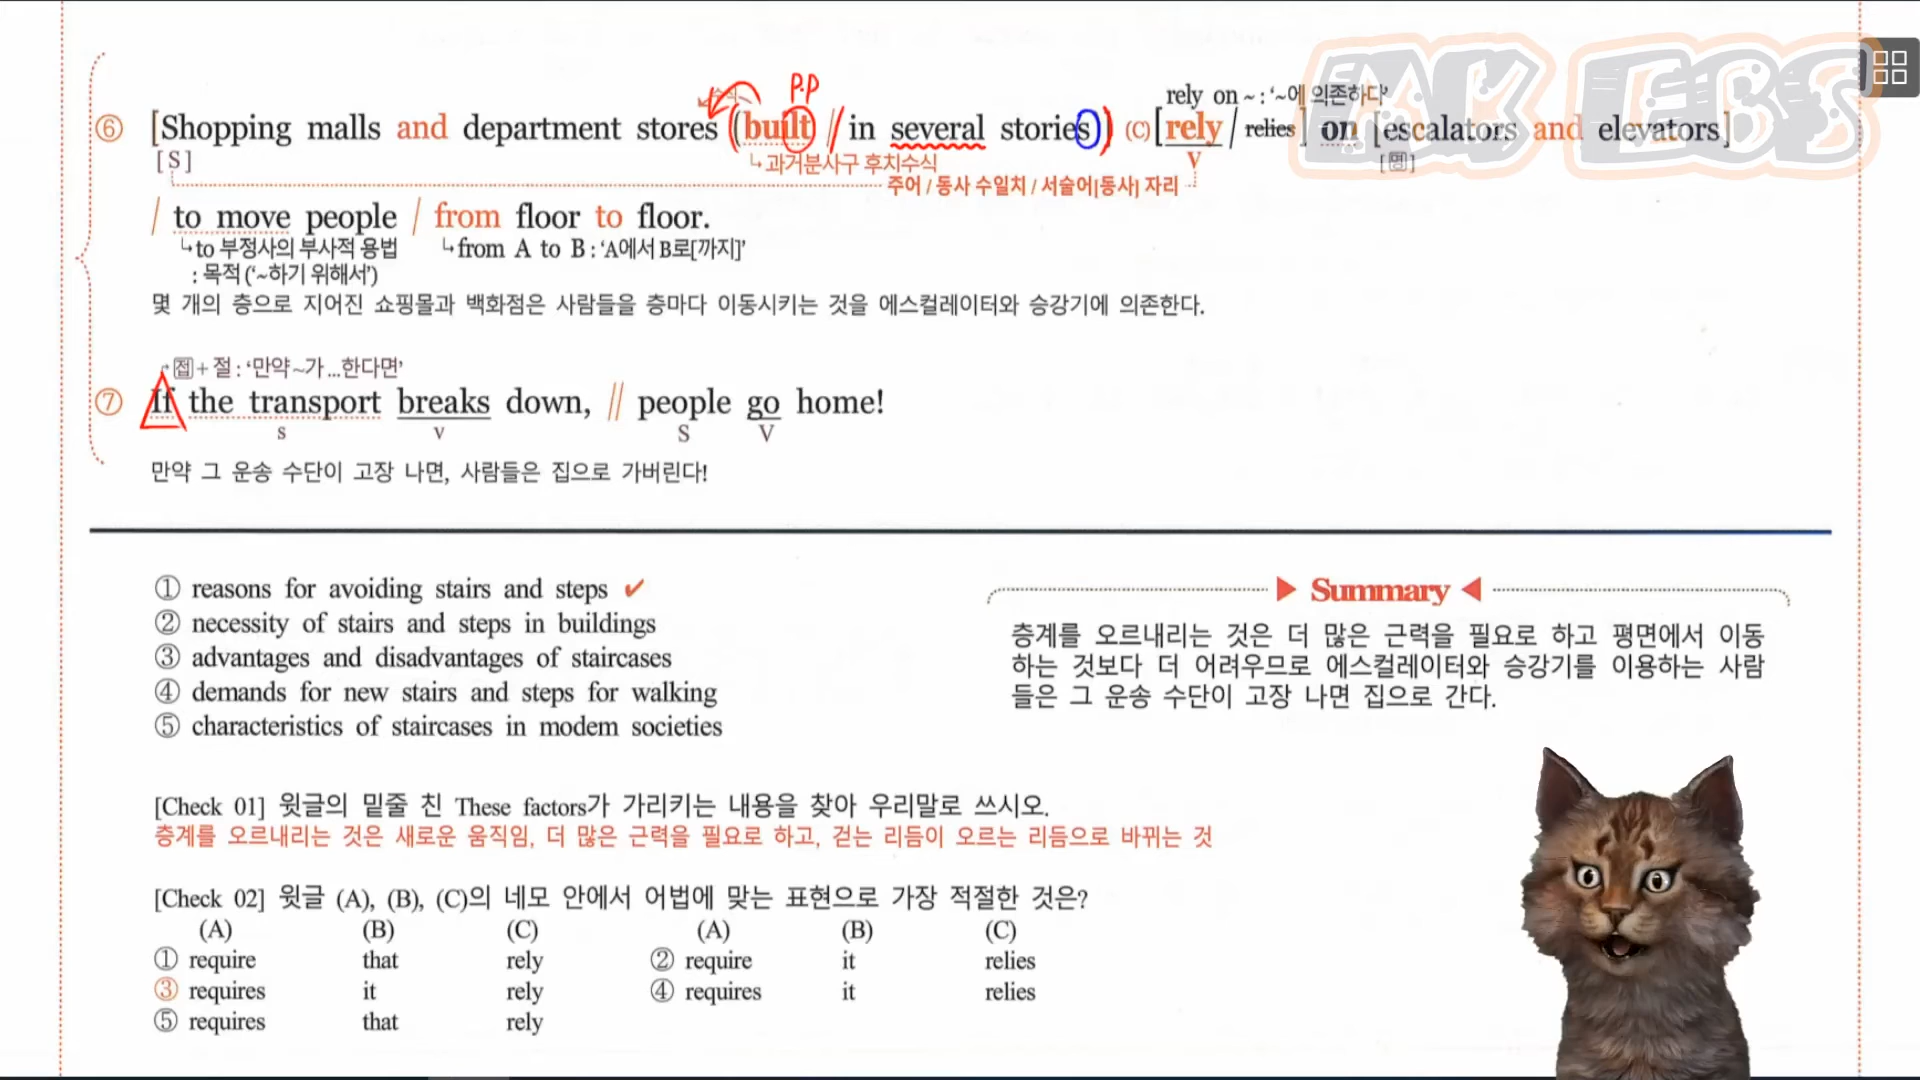 EAK EBS
수식 P.P rely on ~ : ‘~에 의존하다’
⑥ [Shopping malls and department stores (built // in several stories) (C) [rely / relies] on [escalators and elevators]
[S] ↳과거분사구 후치수식 V [명]
주어 / 동사 수일치 / 서술어[동사] 자리
/ to move people / from floor to floor.
↳to 부정사의 부사적 용법 ↳from A to B : ‘A에서 B로[까지]’
: 목적 (‘~하기 위해서’)
몇 개의 층으로 지어진 쇼핑몰과 백화점은 사람들을 층마다 이동시키는 것을 에스컬레이터와 승강기에 의존한다.
접 + 절 : ‘만약 ~가 ...한다면’
⑦ If the transport breaks down, // people go home!
s v S V
만약 그 운송 수단이 고장 나면, 사람들은 집으로 가버린다!
① reasons for avoiding stairs and steps ✓
② necessity of stairs and steps in buildings
③ advantages and disadvantages of staircases
④ demands for new stairs and steps for walking
⑤ characteristics of staircases in modem societies
▶ Summary ◀
층계를 오르내리는 것은 더 많은 근력을 필요로 하고 평면에서 이동
하는 것보다 더 어려우므로 에스컬레이터와 승강기를 이용하는 사람
들은 그 운송 수단이 고장 나면 집으로 간다.
[Check 01] 윗글의 밑줄 친 These factors가 가리키는 내용을 찾아 우리말로 쓰시오.
층계를 오르내리는 것은 새로운 움직임, 더 많은 근력을 필요로 하고, 걷는 리듬이 오르는 리듬으로 바뀌는 것
[Check 02] 윗글 (A), (B), (C)의 네모 안에서 어법에 맞는 표현으로 가장 적절한 것은?
(A) (B) (C) (A) (B) (C)
① require that rely ② require it relies
③ requires it rely ④ requires it relies
⑤ requires that rely